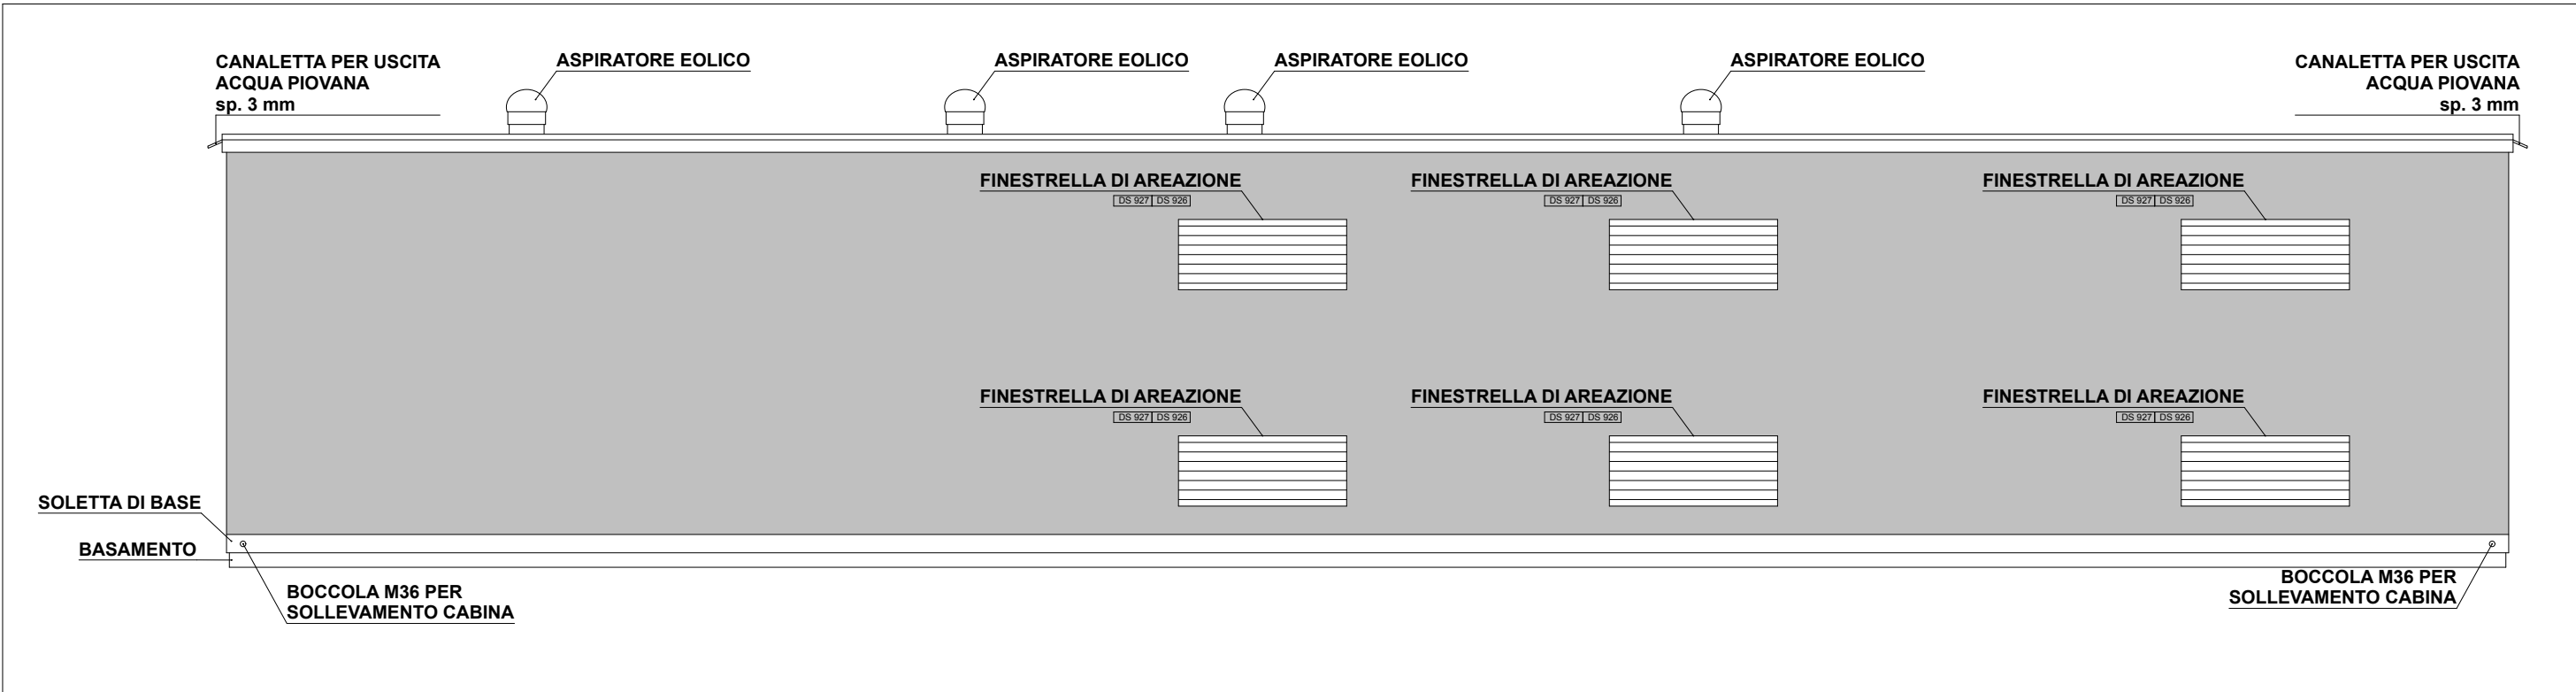 CANALETTA PER USCITA
ACQUA PIOVANA
sp. 3 mm
ASPIRATORE EOLICO
ASPIRATORE EOLICO
ASPIRATORE EOLICO
ASPIRATORE EOLICO
CANALETTA PER USCITA
ACQUA PIOVANA
sp. 3 mm
FINESTRELLA DI AREAZIONE
DS 927 DS 926
FINESTRELLA DI AREAZIONE
DS 927 DS 926
FINESTRELLA DI AREAZIONE
DS 927 DS 926
FINESTRELLA DI AREAZIONE
DS 927 DS 926
FINESTRELLA DI AREAZIONE
DS 927 DS 926
FINESTRELLA DI AREAZIONE
DS 927 DS 926
SOLETTA DI BASE
BASAMENTO
BOCCOLA M36 PER
SOLLEVAMENTO CABINA
BOCCOLA M36 PER
SOLLEVAMENTO CABINA